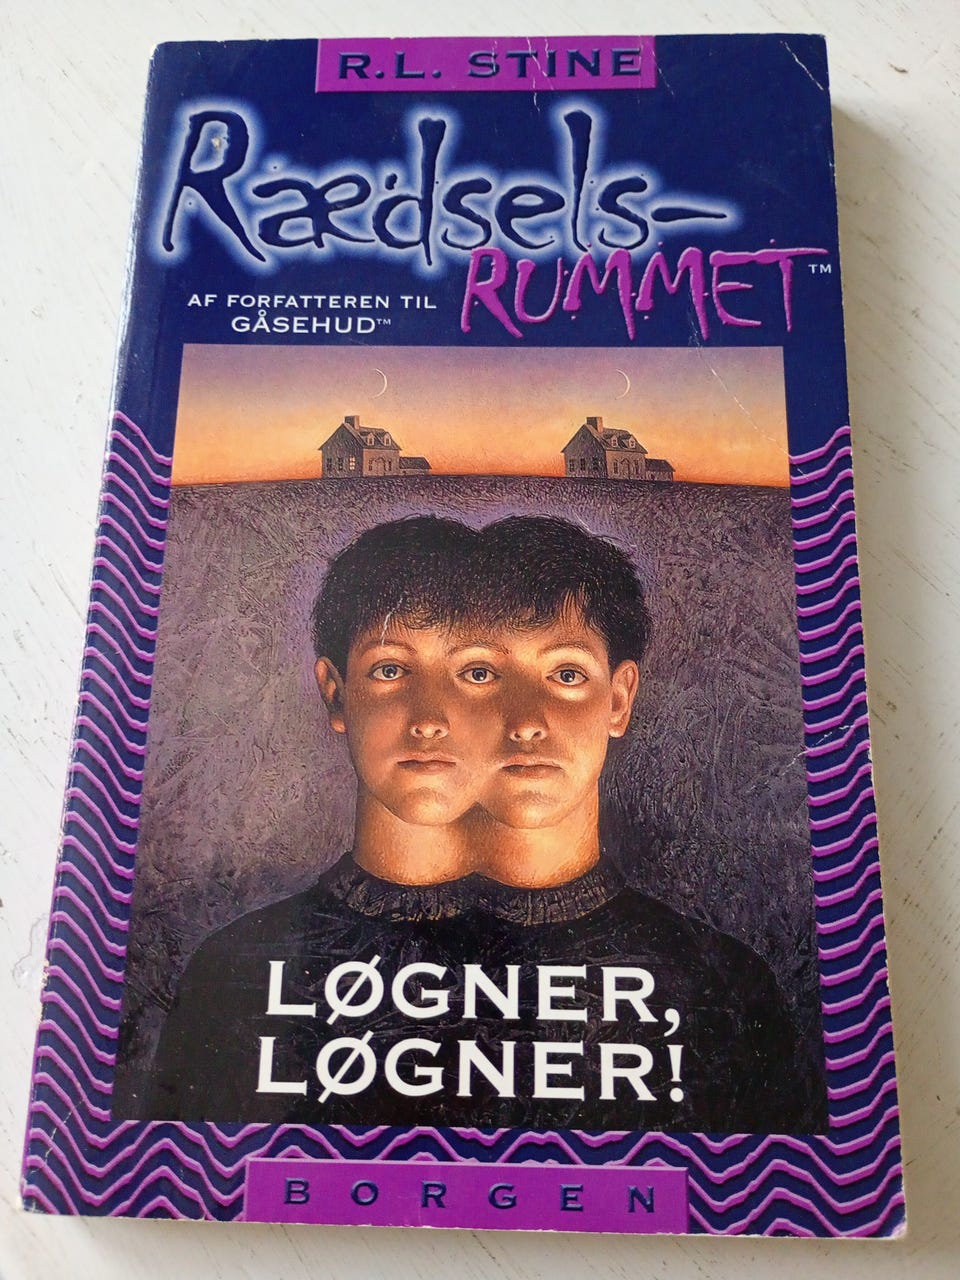 R.L. STINE
Rædsels-
RUMMET™
AF FORFATTEREN TIL
GÅSEHUD™
LØGNER,
LØGNER!
BORGEN